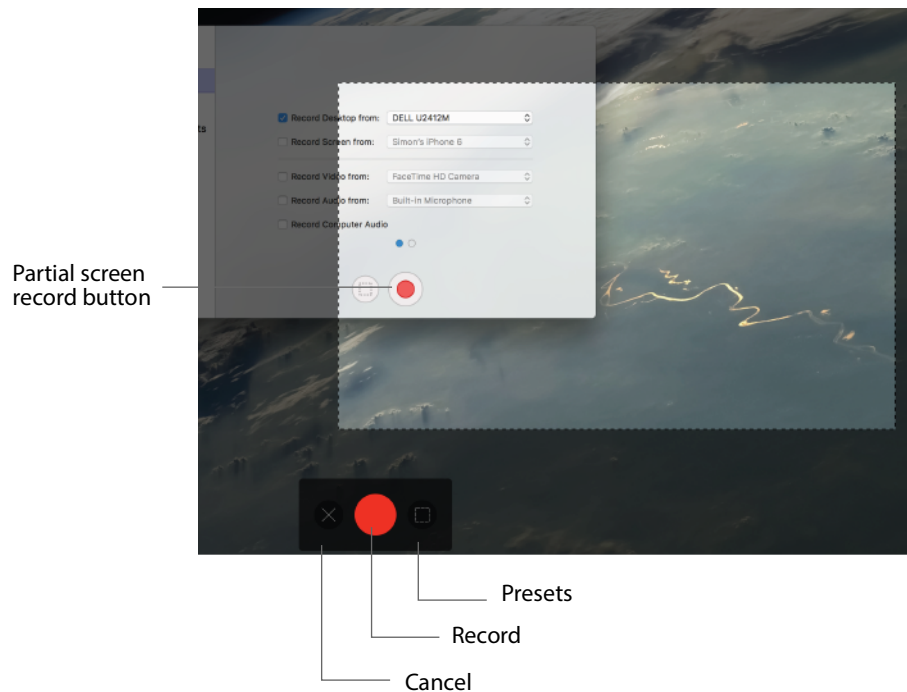 ts
Record Desktop from: DELL U2412M
Record Screen from: Simon's iPhone 6
Record Video from: FaceTime HD Camera
Record Audio from: Built-in Microphone
Record Computer Audio
Partial screen
record button
Presets
Record
Cancel